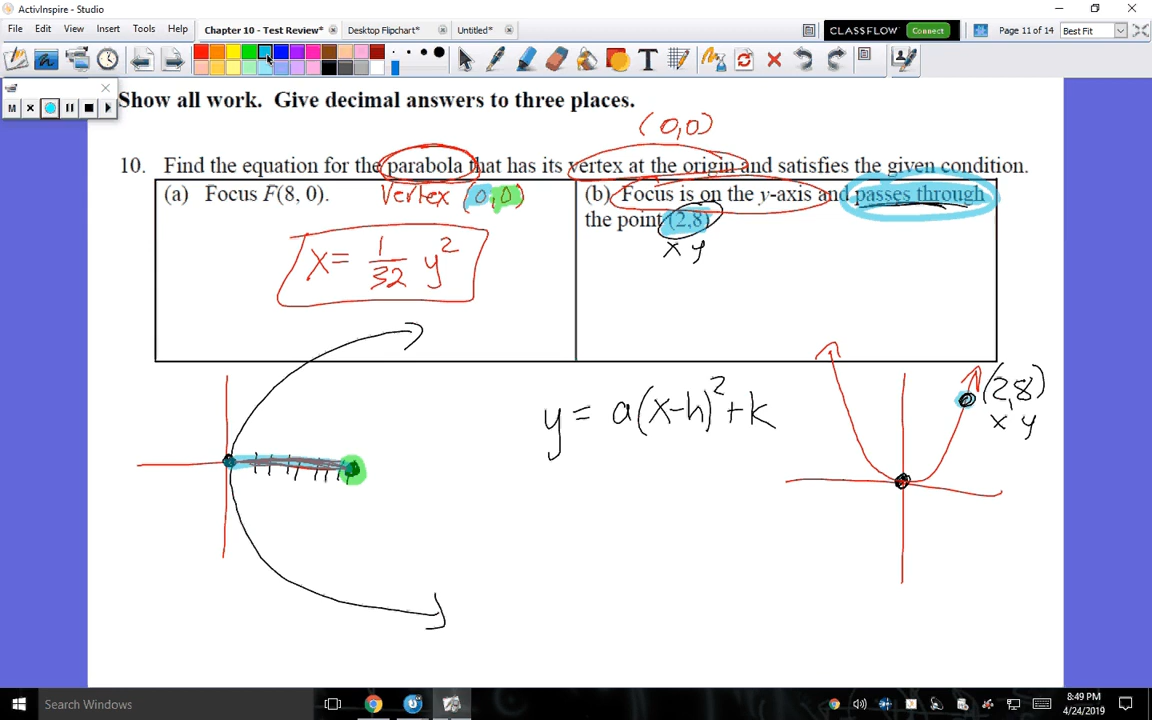 ActivInspire - Studio
File Edit View Insert Tools Help
Chapter 10 - Test Review* Desktop Flipchart* Untitled*
CLASSFLOW Connect
Page 11 of 14 Best Fit
M
Show all work. Give decimal answers to three places.
(0,0)
10. Find the equation for the parabola that has its vertex at the origin and satisfies the given condition.
(a) Focus F(8, 0).
Vertex (0,0)
x = 1/32 y²
(b) Focus is on the y-axis and passes through
the point (2,8)
x y
y = a(x-h)²+k
(2,8)
x y
Search Windows
8:49 PM
4/24/2019